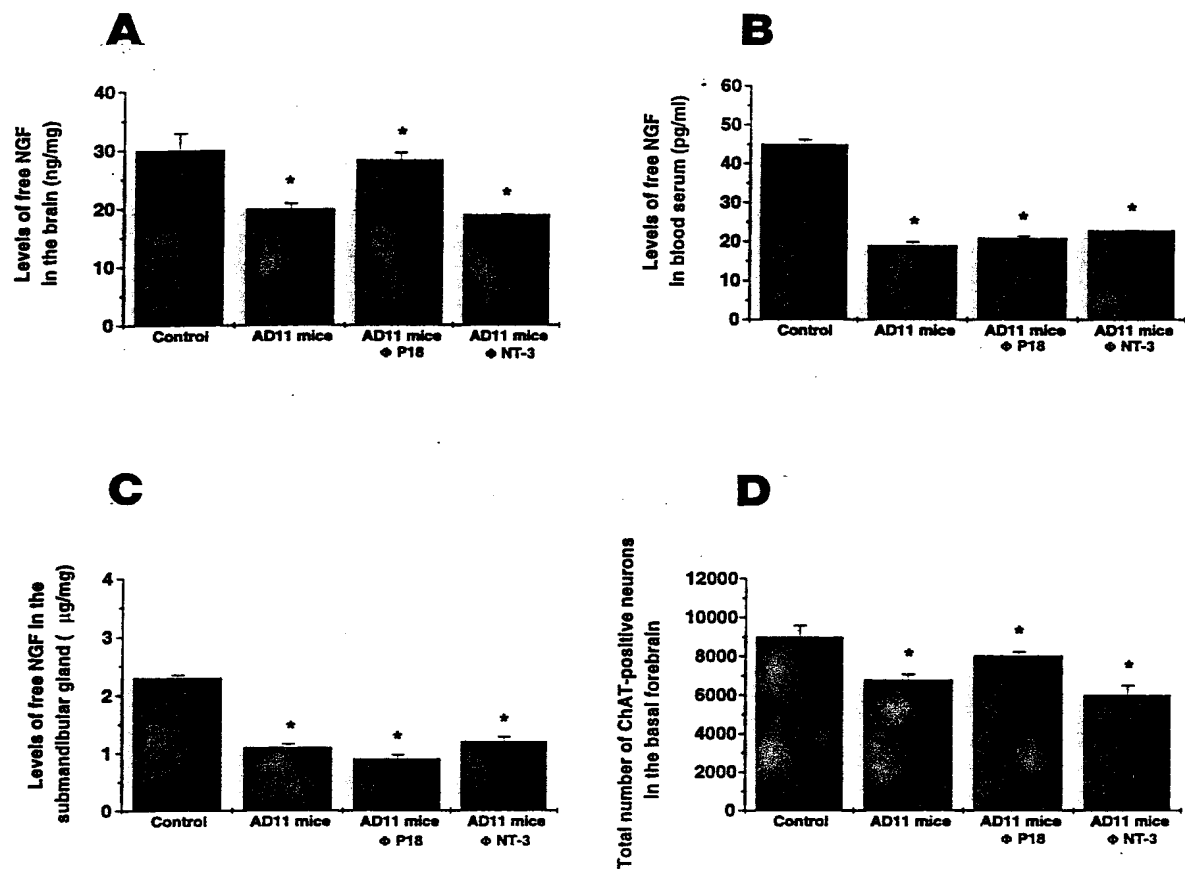 A
Levels of free NGF
In the brain (ng/mg)
40
30
20
10
0
*
*
*
Control
AD11 mice
AD11 mice
Φ P18
AD11 mice
Φ NT-3
B
Levels of free NGF
In blood serum (pg/ml)
60
50
40
30
20
10
0
*
*
*
Control
AD11 mice
AD11 mice
Φ P18
AD11 mice
Φ NT-3
C
Levels of free NGF In the
submandibular gland ( μg/mg)
4
3
2
1
0
*
*
*
Control
AD11 mice
AD11 mice
Φ P18
AD11 mice
Φ NT-3
D
Total number of ChAT-positive neurons
In the basal forebrain
12000
10000
8000
6000
4000
2000
0
*
*
*
Control
AD11 mice
AD11 mice
Φ P18
AD11 mice
Φ NT-3